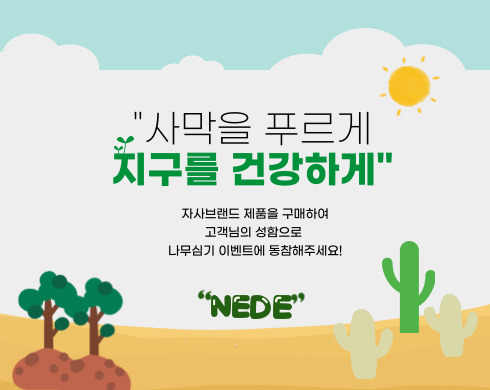 "사막을 푸르게
지구를 건강하게"
자사브랜드 제품을 구매하여
고객님의 성함으로
나무심기 이벤트에 동참해주세요!
“NEDE”